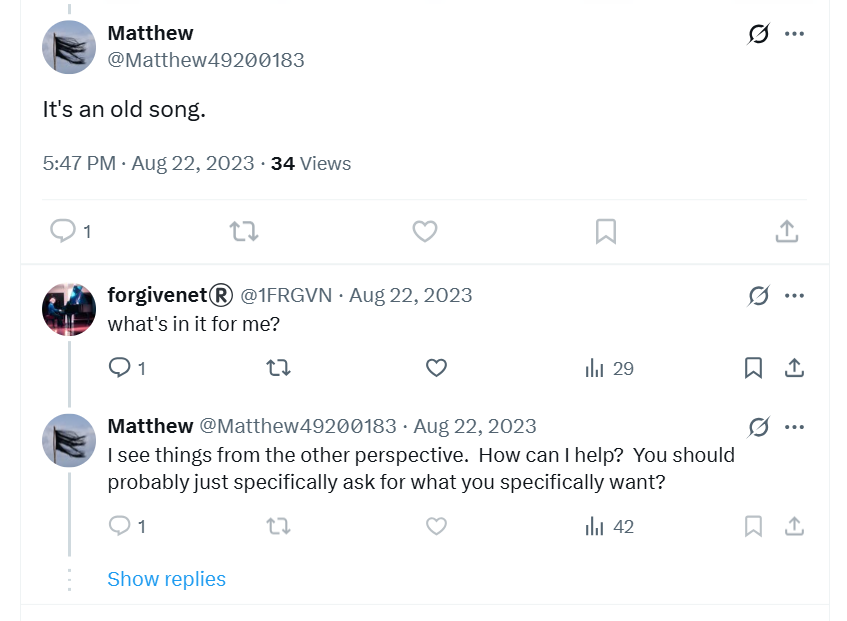 Matthew
@Matthew49200183
It's an old song.
5:47 PM · Aug 22, 2023 · 34 Views
1
forgivenet®️ @1FRGVN · Aug 22, 2023
what's in it for me?
1 29
Matthew @Matthew49200183 · Aug 22, 2023
I see things from the other perspective.  How can I help?  You should
probably just specifically ask for what you specifically want?
1 42
Show replies